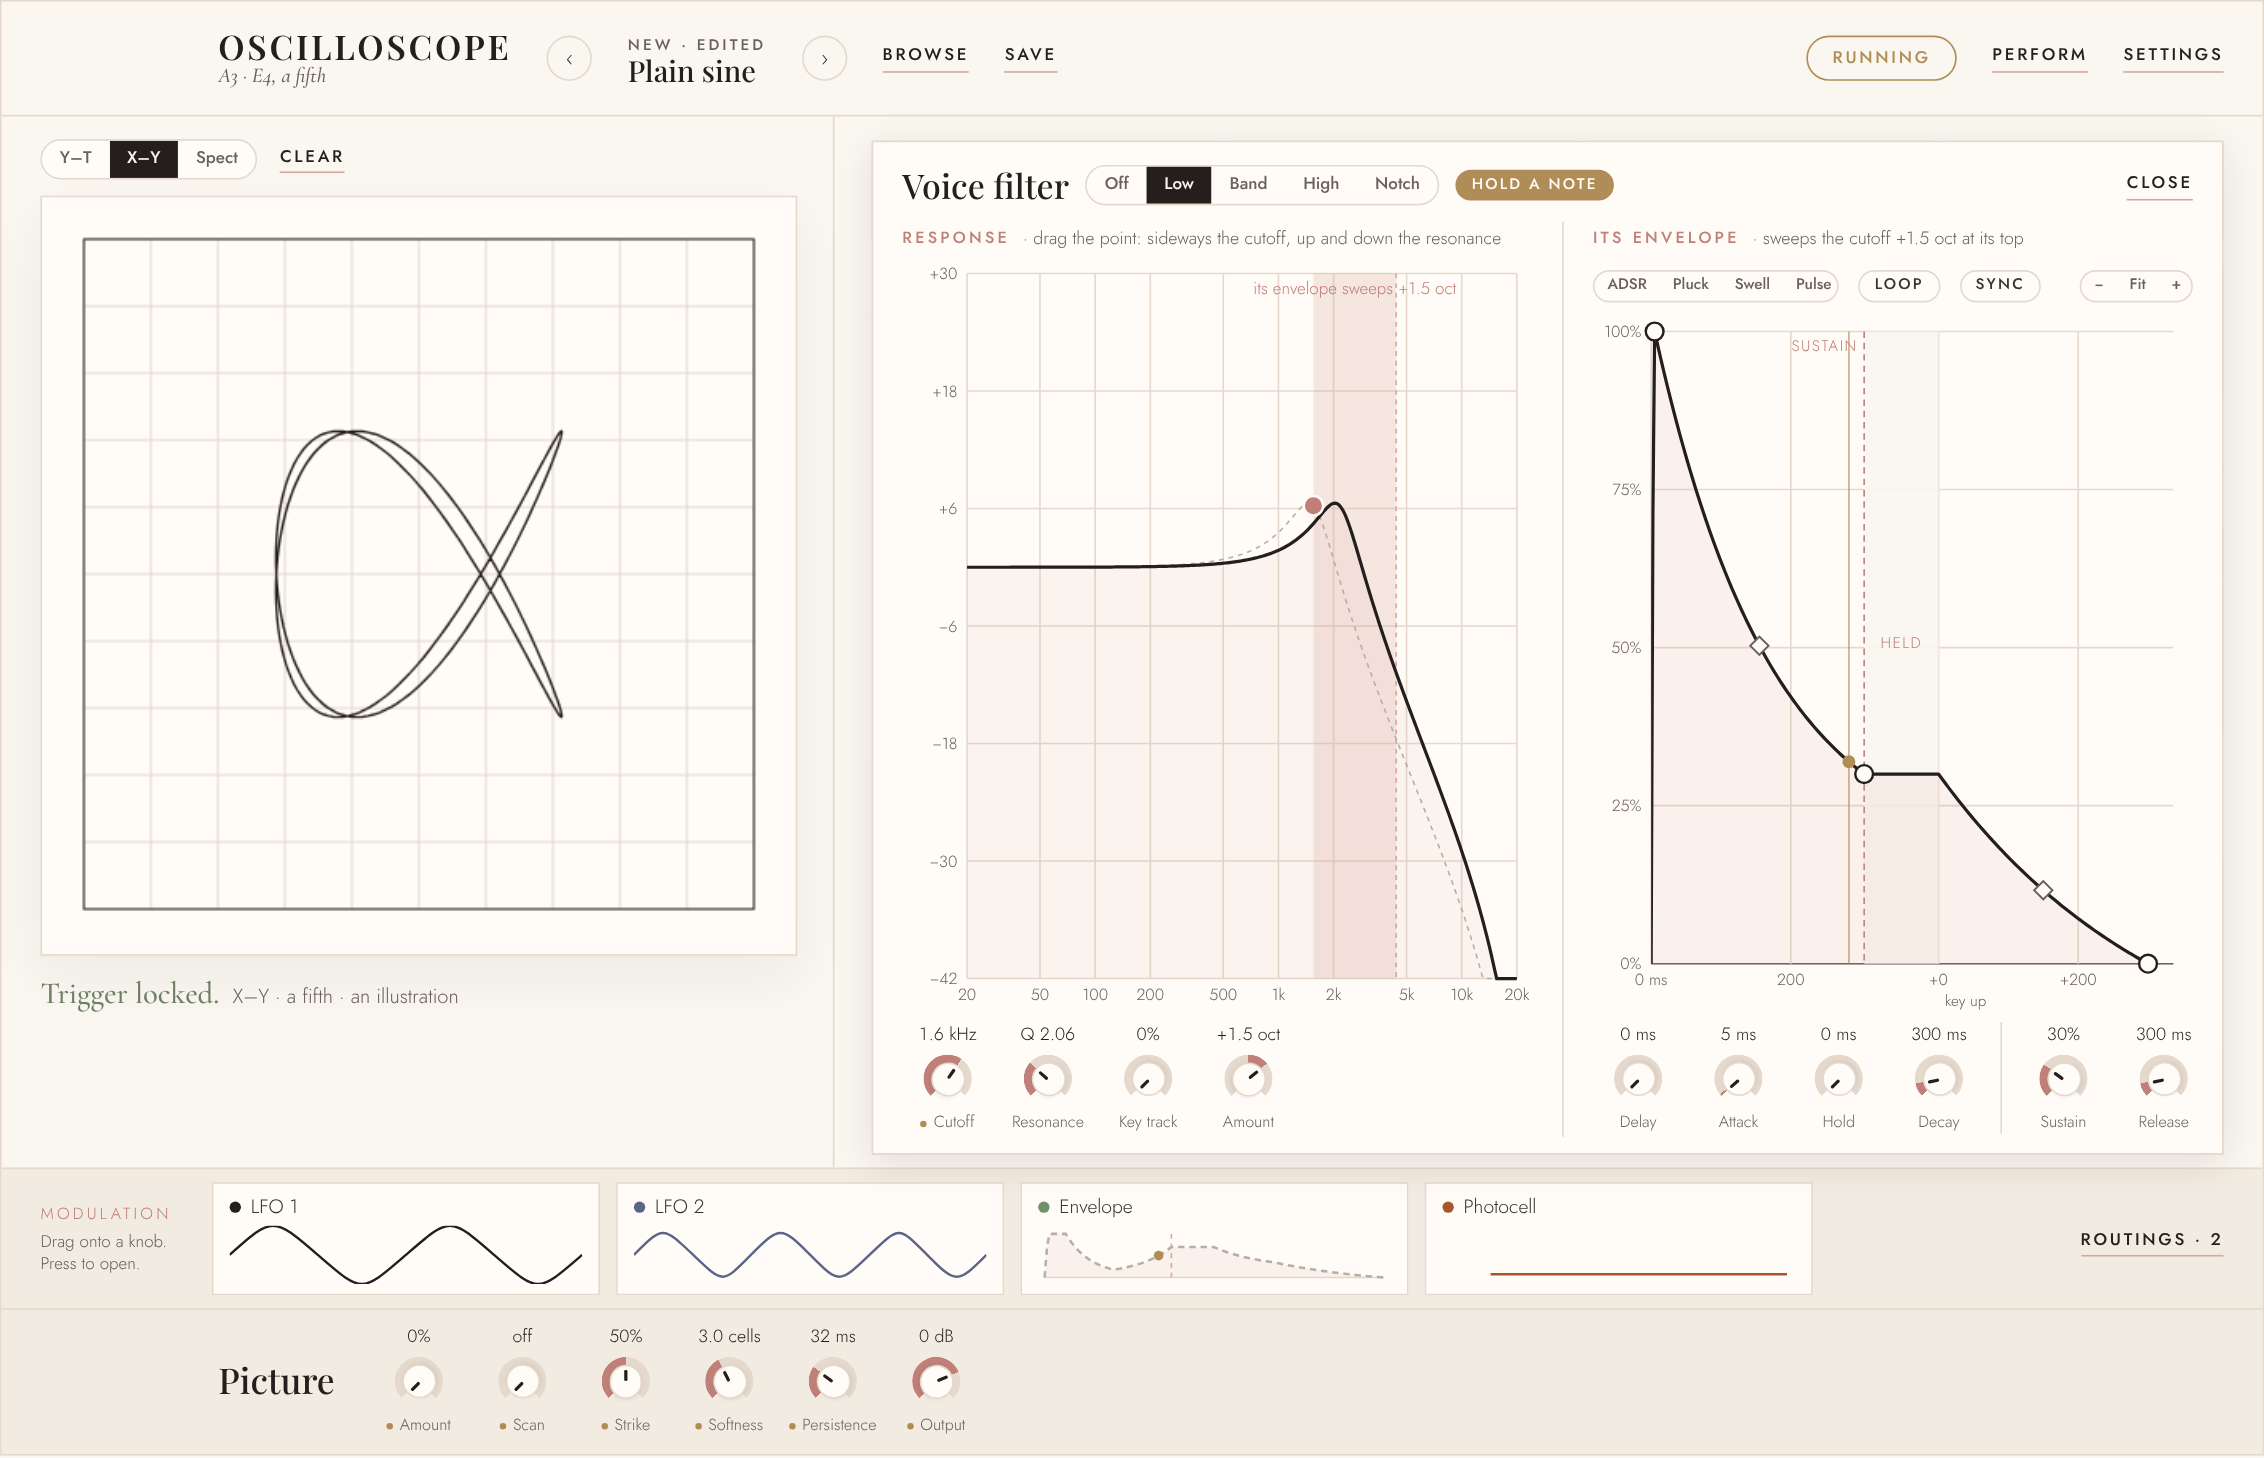 OSCILLOSCOPE
A3 · E4, a fifth
‹
NEW · EDITED
Plain sine
›
BROWSE
SAVE
RUNNING
PERFORM
SETTINGS
Y–T
X–Y
Spect
CLEAR
Trigger locked. X–Y · a fifth · an illustration
Voice filter
Off
Low
Band
High
Notch
HOLD A NOTE
CLOSE
RESPONSE · drag the point: sideways the cutoff, up and down the resonance
its envelope sweeps +1.5 oct
+30
+18
+6
−6
−18
−30
−42
20 50 100 200 500 1k 2k 5k 10k 20k
1.6 kHz Q 2.06 0% +1.5 oct
Cutoff Resonance Key track Amount
ITS ENVELOPE · sweeps the cutoff +1.5 oct at its top
ADSR Pluck Swell Pulse
LOOP
SYNC
− Fit +
100%
75%
50%
25%
0%
SUSTAIN
HELD
0 ms 200 +0 +200
key up
0 ms 5 ms 0 ms 300 ms 30% 300 ms
Delay Attack Hold Decay Sustain Release
MODULATION
Drag onto a knob.
Press to open.
LFO 1
LFO 2
Envelope
Photocell
ROUTINGS · 2
Picture
0% off 50% 3.0 cells 32 ms 0 dB
Amount Scan Strike Softness Persistence Output